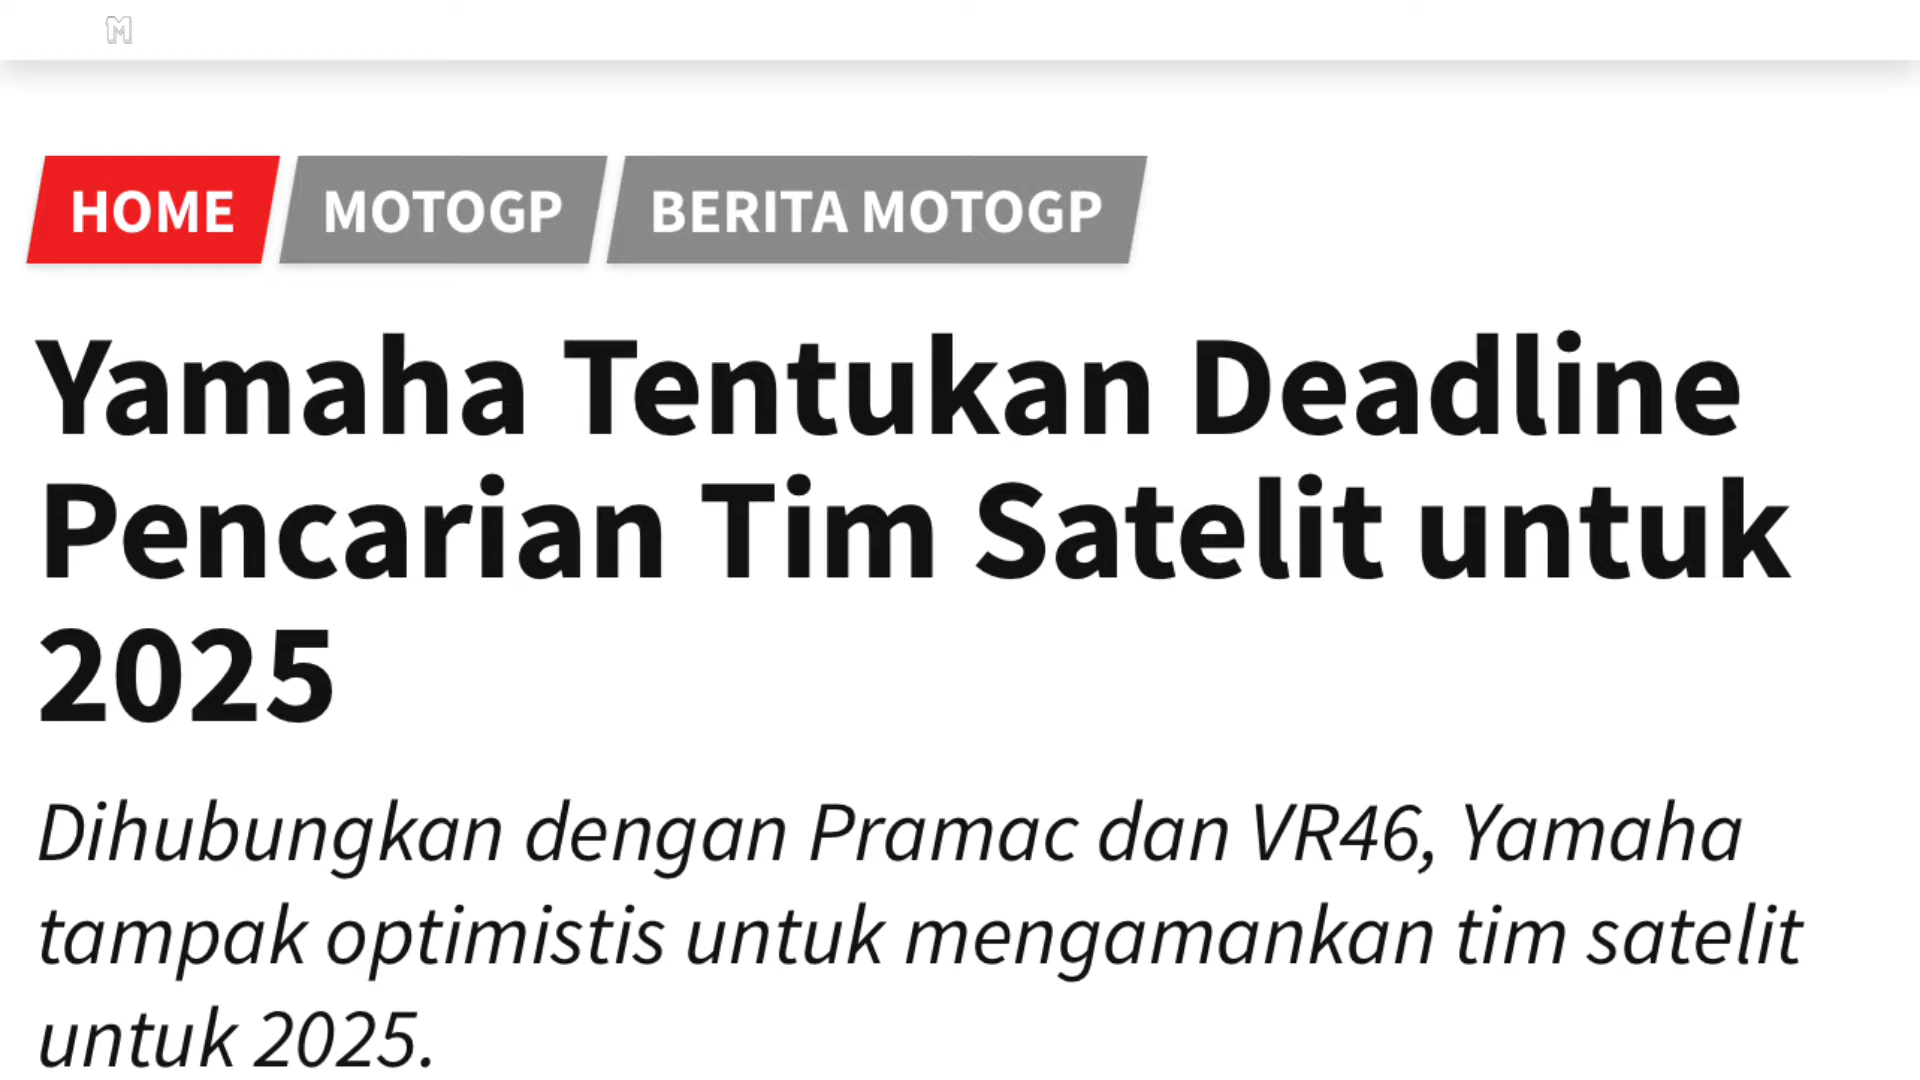 M
HOME MOTOGP BERITA MOTOGP
Yamaha Tentukan Deadline
Pencarian Tim Satelit untuk
2025
Dihubungkan dengan Pramac dan VR46, Yamaha
tampak optimistis untuk mengamankan tim satelit
untuk 2025.